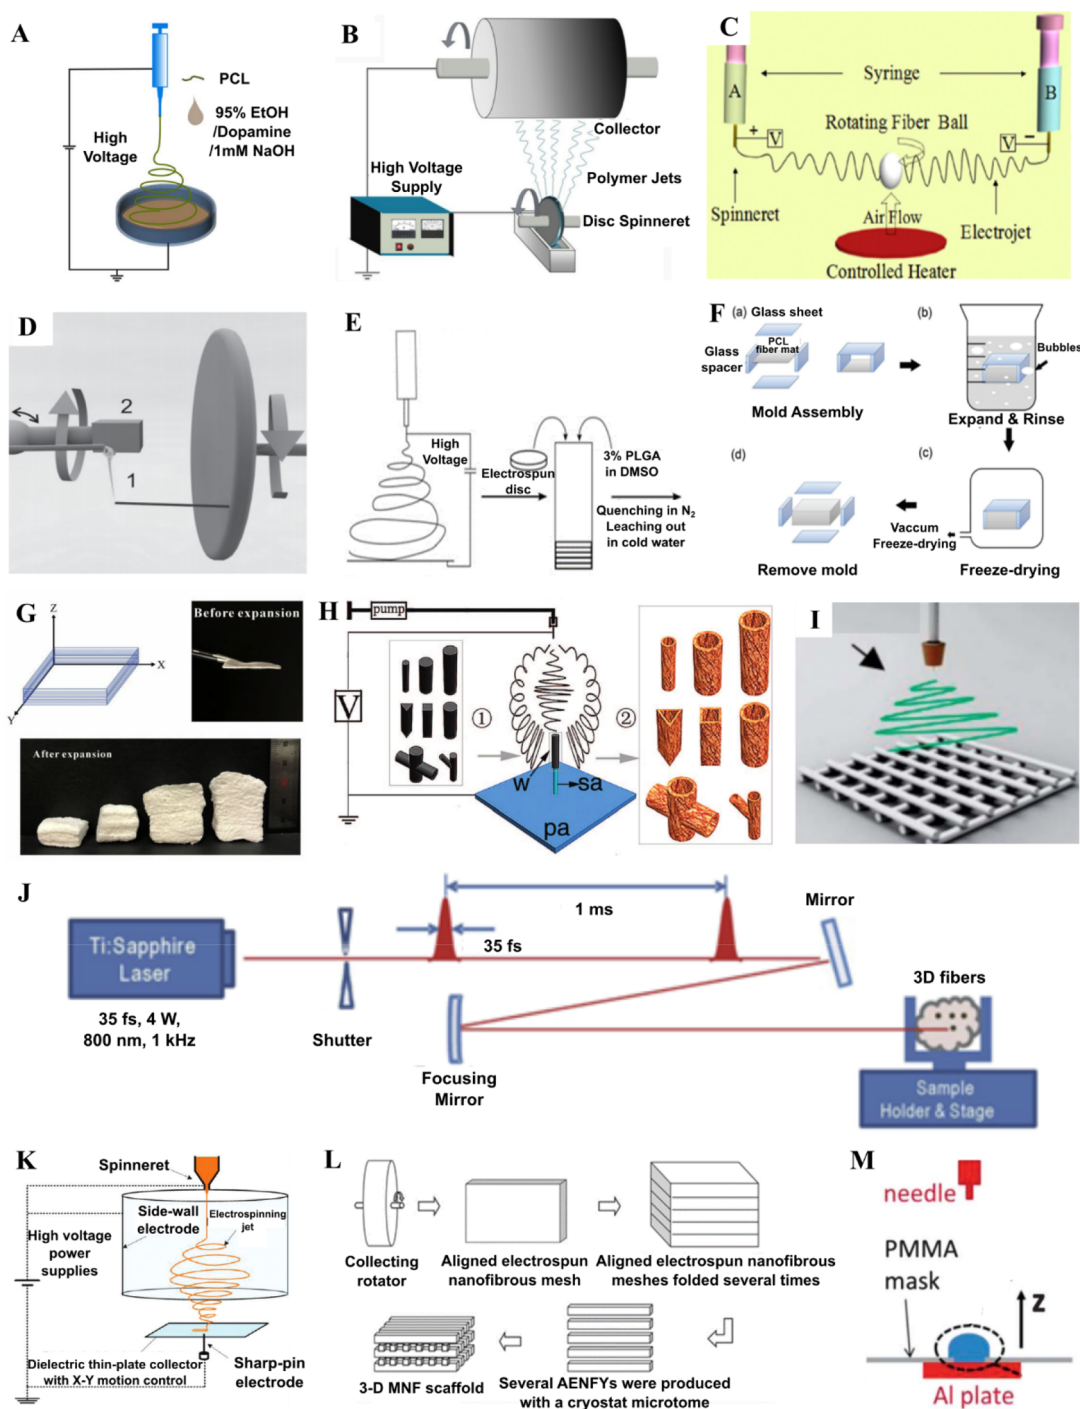 A
PCL
95% EtOH
/Dopamine
/1mM NaOH
High
Voltage
B
Collector
High Voltage
Supply
Polymer Jets
Disc Spinneret
C
Syringe
A
B
+
V
V
−
Rotating Fiber Ball
Spinneret
Air Flow
Electrojet
Controlled Heater
D
2
1
E
High
Voltage
Electrospun
disc
3% PLGA
in DMSO
Quenching in N2
Leaching out
in cold water
F
(a)
Glass sheet
PCL
fiber mat
Glass
spacer
Mold Assembly
(b)
Bubbles
Expand & Rinse
(d)
(c)
Vaccum
Freeze-drying
Remove mold
Freeze-drying
G
Z
X
Y
Before expansion
After expansion
H
pump
V
①
②
w
sa
pa
I
J
1 ms
Mirror
Ti:Sapphire
Laser
35 fs
35 fs, 4 W,
800 nm, 1 kHz
Shutter
Focusing
Mirror
3D fibers
Sample
Holder & Stage
K
Spinneret
Side-wall
electrode
Electrospinning
jet
High voltage
power
supplies
Dielectric thin-plate collector
with X-Y motion control
Sharp-pin
electrode
L
Collecting
rotator
Aligned electrospun
nanofibrous mesh
Aligned electrospun nanofibrous
meshes folded several times
3-D MNF scaffold
Several AENFYs were produced
with a cryostat microtome
M
needle
PMMA
mask
Z
Al plate